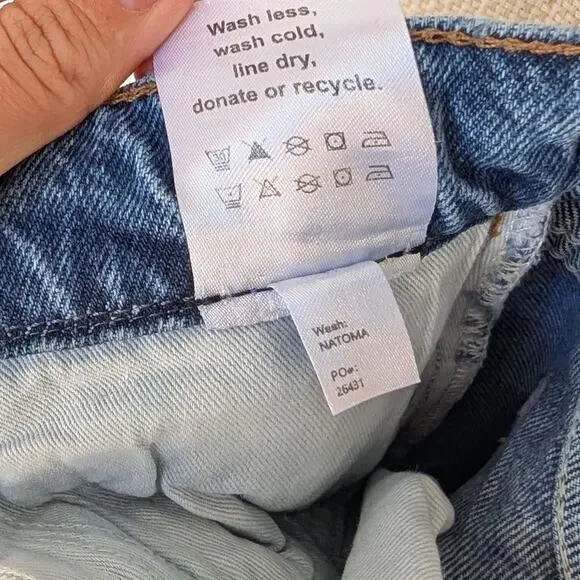 Wash less,
wash cold,
line dry,
donate or recycle.
Wash:
NATOMA
PO#:
26431